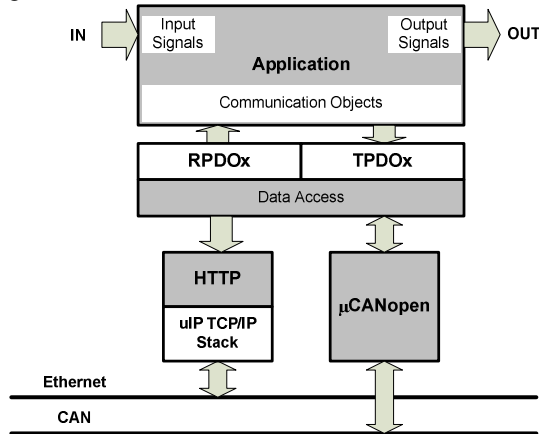 IN
Input
Signals
Output
Signals
OUT
Application
Communication Objects
RPDOx
TPDOx
Data Access
HTTP
uIP TCP/IP
Stack
µCANopen
Ethernet
CAN